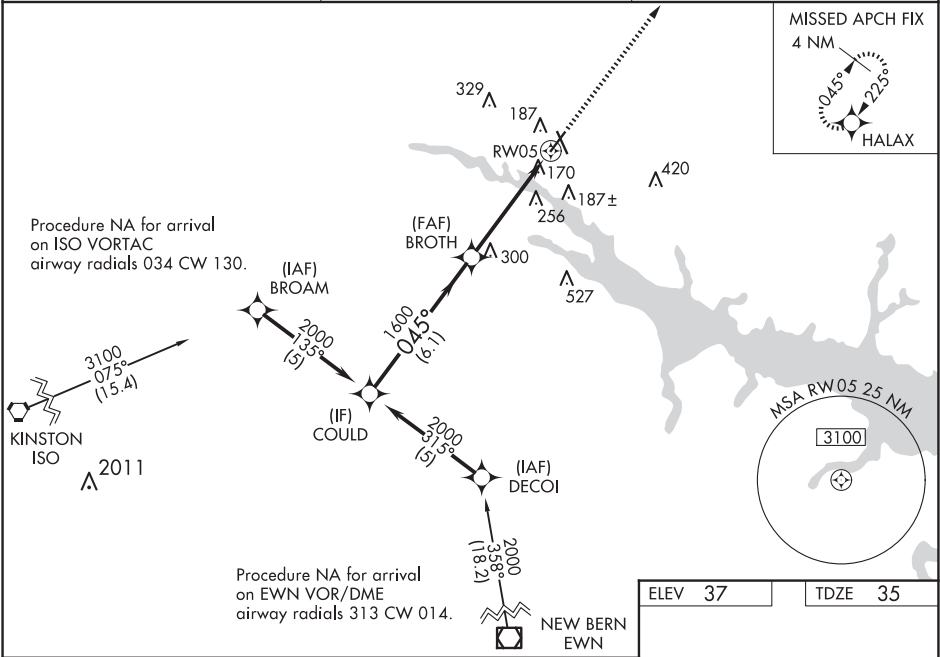 MISSED APCH FIX
4 NM
045°
225°
HALAX
329
187
RW05
170
420
187±
256
(FAF)
BROTH
300
527
Procedure NA for arrival
on ISO VORTAC
airway radials 034 CW 130.
(IAF)
BROAM
2000
135°
(5)
1600
045°
(6.1)
3100
075°
(15.4)
KINSTON
ISO
2011
(IF)
COULD
2000
315°
(5)
(IAF)
DECOI
MSA RW05 25 NM
3100
2000
358°
(18.2)
Procedure NA for arrival
on EWN VOR/DME
airway radials 313 CW 014.
NEW BERN
EWN
ELEV 37
TDZE 35